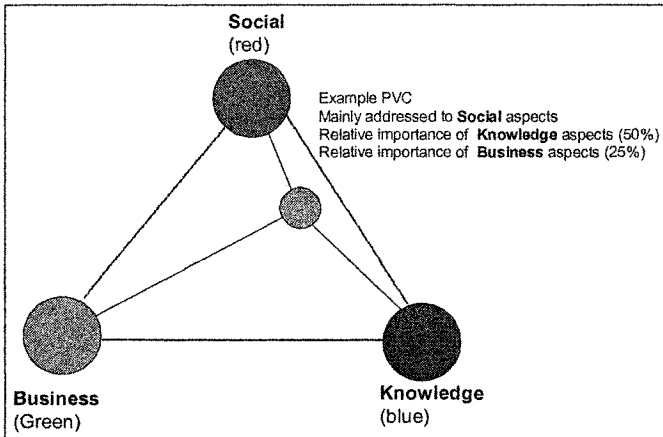 Social
(red)
Example PVC
Mainly addressed to Social aspects
Relative importance of Knowledge aspects (50%)
Relative importance of Business aspects (25%)
Business
(Green)
Knowledge
(blue)